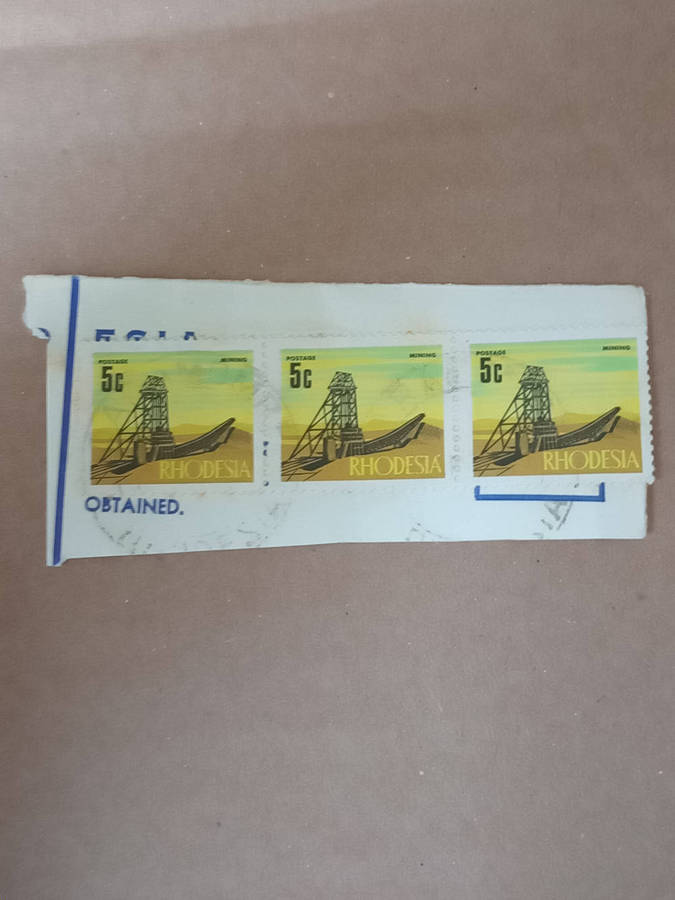 POSTAGE MINING
5c
RHODESIA
POSTAGE MINING
5c
RHODESIA
POSTAGE MINING
5c
RHODESIA
OBTAINED.